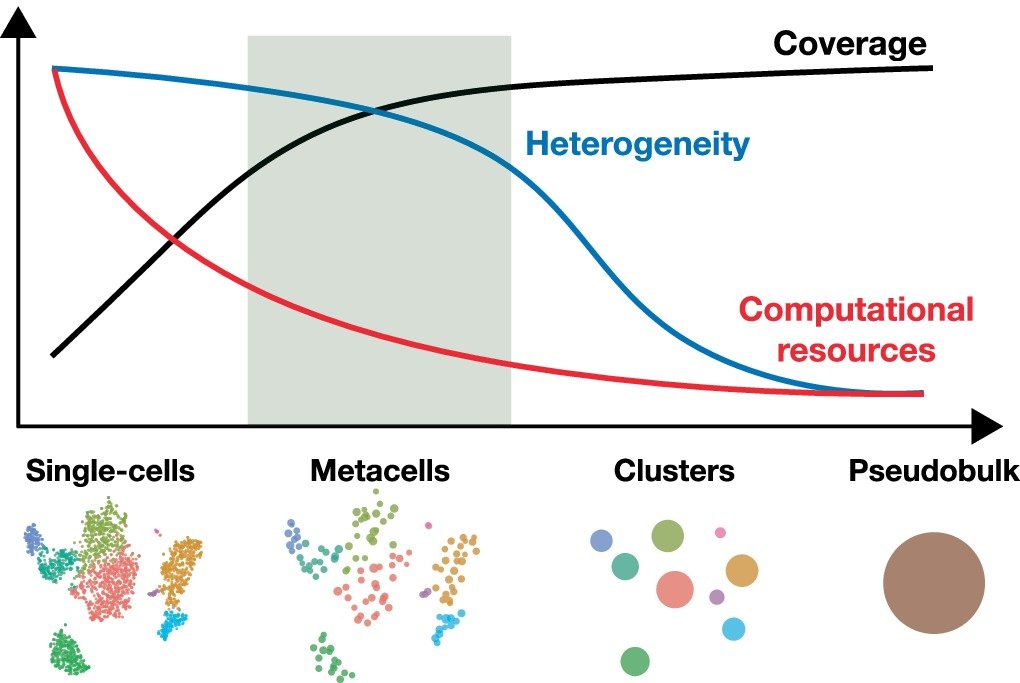 Coverage
Heterogeneity
Computational
resources
Single-cells
Metacells
Clusters
Pseudobulk